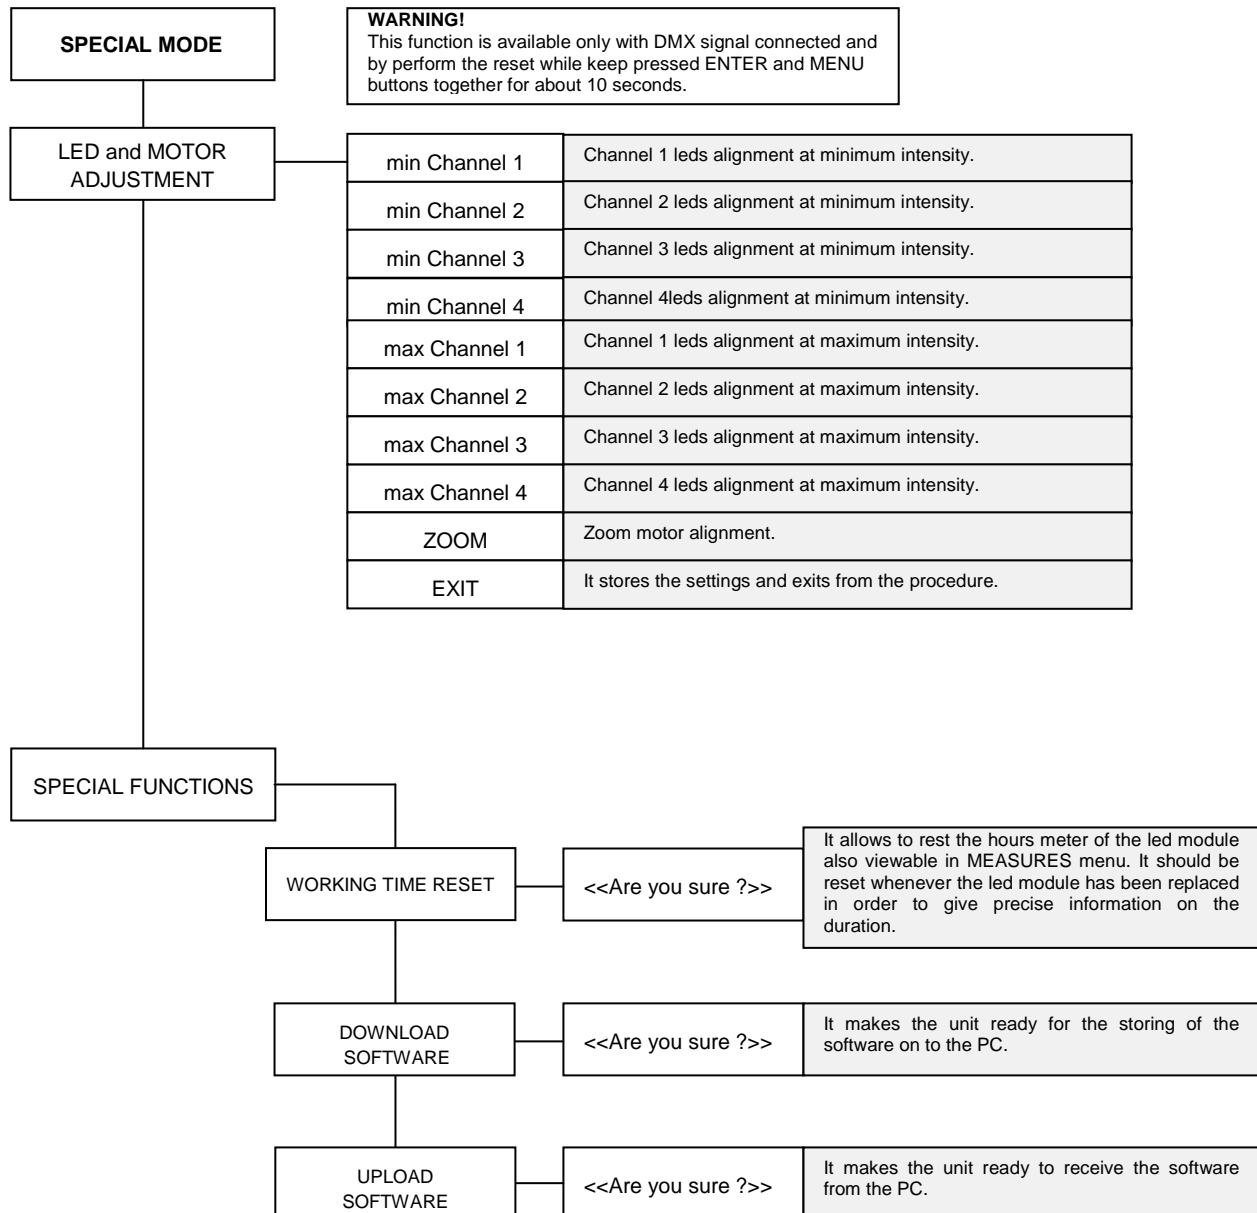 SPECIAL MODE
WARNING!
This function is available only with DMX signal connected and
by perform the reset while keep pressed ENTER and MENU
buttons together for about 10 seconds.
LED and MOTOR
ADJUSTMENT
min Channel 1
Channel 1 leds alignment at minimum intensity.
min Channel 2
Channel 2 leds alignment at minimum intensity.
min Channel 3
Channel 3 leds alignment at minimum intensity.
min Channel 4
Channel 4leds alignment at minimum intensity.
max Channel 1
Channel 1 leds alignment at maximum intensity.
max Channel 2
Channel 2 leds alignment at maximum intensity.
max Channel 3
Channel 3 leds alignment at maximum intensity.
max Channel 4
Channel 4 leds alignment at maximum intensity.
ZOOM
Zoom motor alignment.
EXIT
It stores the settings and exits from the procedure.
SPECIAL FUNCTIONS
WORKING TIME RESET
<<Are you sure ?>>
It allows to rest the hours meter of the led module
also viewable in MEASURES menu. It should be
reset whenever the led module has been replaced
in order to give precise information on the
duration.
DOWNLOAD
SOFTWARE
<<Are you sure ?>>
It makes the unit ready for the storing of the
software on to the PC.
UPLOAD
SOFTWARE
<<Are you sure ?>>
It makes the unit ready to receive the software
from the PC.